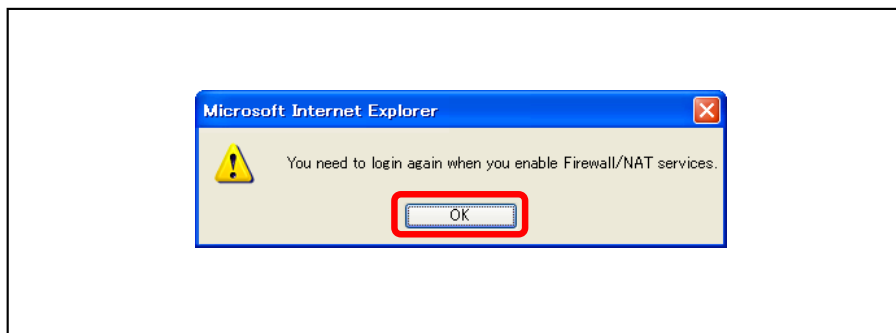 Microsoft Internet Explorer
You need to login again when you enable Firewall/NAT services.
OK